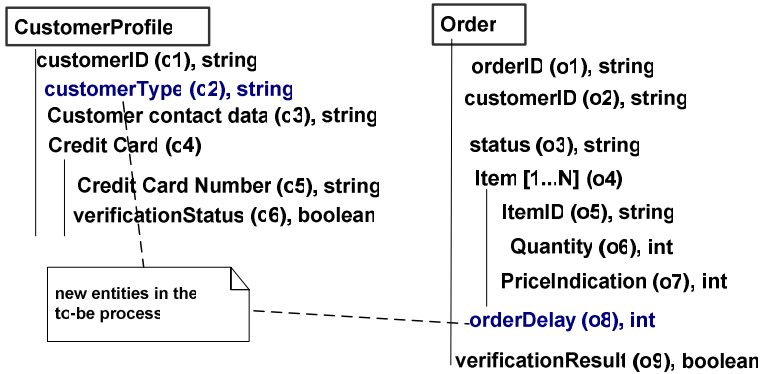 CustomerProfile
customerID (c1), string
customerType (c2), string
Customer contact data (c3), string
Credit Card (c4)
Credit Card Number (c5), string
verificationStatus (c6), boolean
new entities in the
to-be process
Order
orderID (o1), string
customerID (o2), string
status (o3), string
Item [1...N] (o4)
ItemID (o5), string
Quantity (o6), int
PriceIndication (o7), int
orderDelay (o8), int
verificationResult (o9), boolean